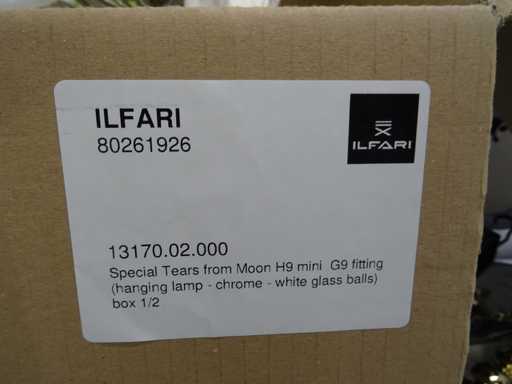 ILFARI
80261926
ILFARI
13170.02.000
Special Tears from Moon H9 mini G9 fitting
(hanging lamp - chrome - white glass balls)
box 1/2